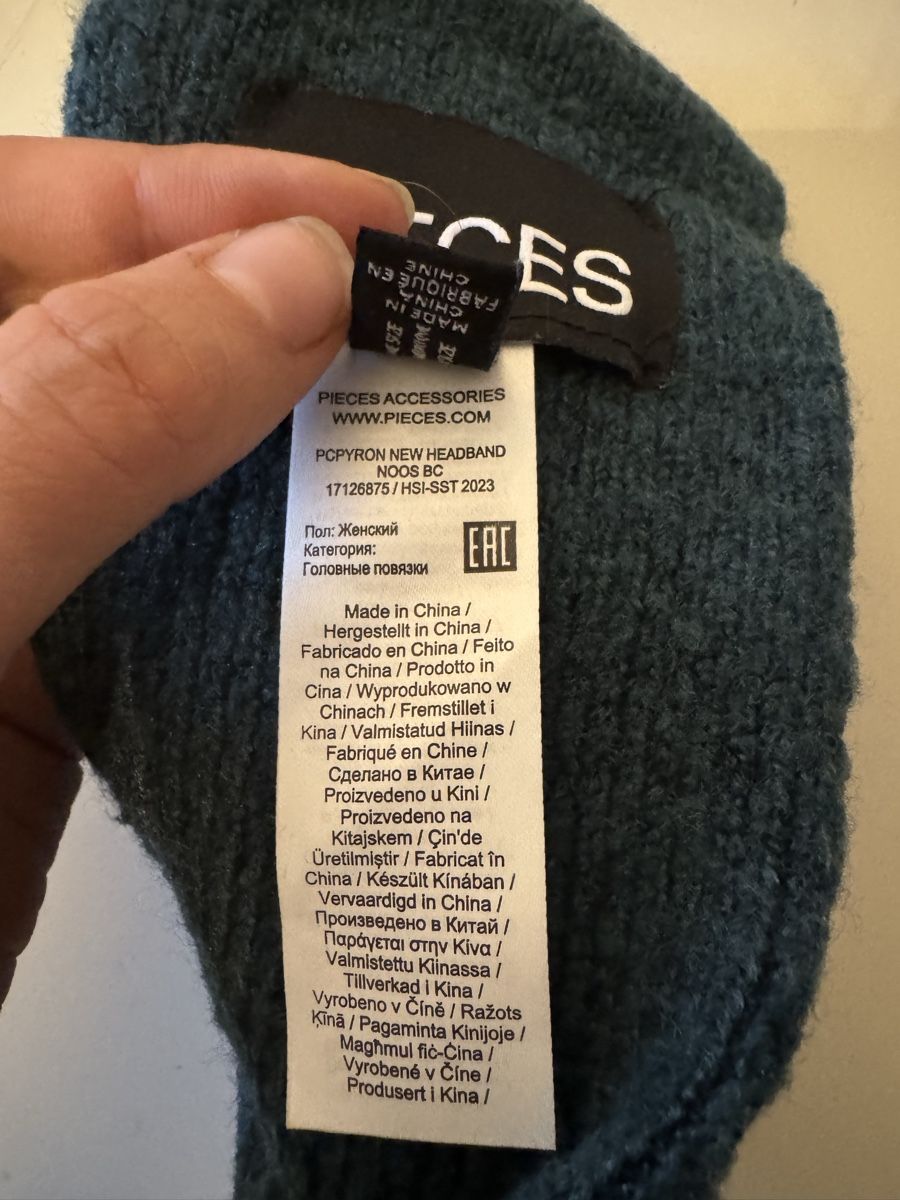 ECES
MADE IN
CHINA
FABRIQUE EN
CHINE
PIECES ACCESSORIES
WWW.PIECES.COM
PCPYRON NEW HEADBAND
NOOS BC
17126875 / HSI-SST 2023
Пол: Женский
Категория:
Головные повязки
EAC
Made in China /
Hergestellt in China /
Fabricado en China / Feito
na China / Prodotto in
Cina / Wyprodukowano w
Chinach / Fremstillet i
Kina / Valmistatud Hiinas /
Fabriqué en Chine /
Сделано в Китае /
Proizvedeno u Kini /
Proizvedeno na
Kitajskem / Çin'de
Üretilmiştir / Fabricat în
China / Készült Kínában /
Vervaardigd in China /
Произведено в Китай /
Παράγεται στην Κίνα /
Valmistettu Kiinassa /
Tillverkad i Kina /
Vyrobeno v Číně / Ražots
Ķīnā / Pagaminta Kinijoje /
Magħmul fiċ-Ċina /
Vyrobené v Číne /
Produsert i Kina /